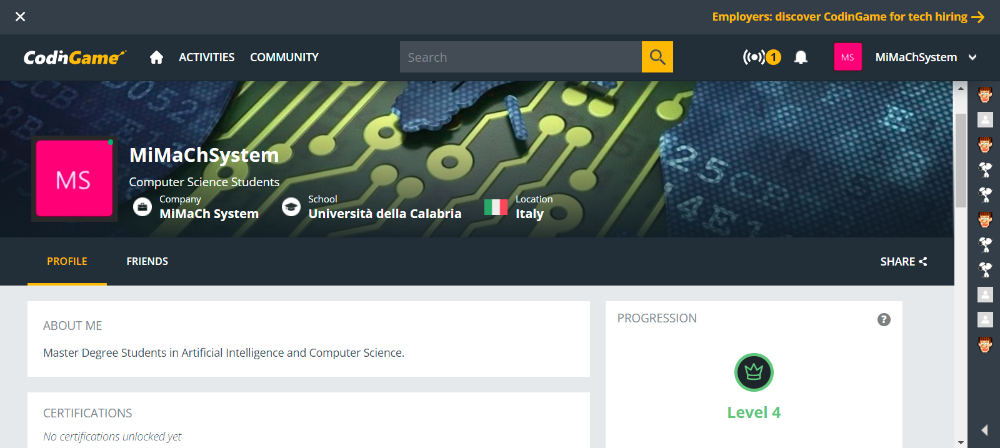 Employers: discover CodinGame for tech hiring
CodinGame
ACTIVITIES
COMMUNITY
Search
1
MS
MiMaChSystem
MS
MiMaChSystem
Computer Science Students
Company
MiMaCh System
School
Università della Calabria
Location
Italy
PROFILE
FRIENDS
SHARE
ABOUT ME
Master Degree Students in Artificial Intelligence and Computer Science.
CERTIFICATIONS
No certifications unlocked yet
PROGRESSION
?
Level 4